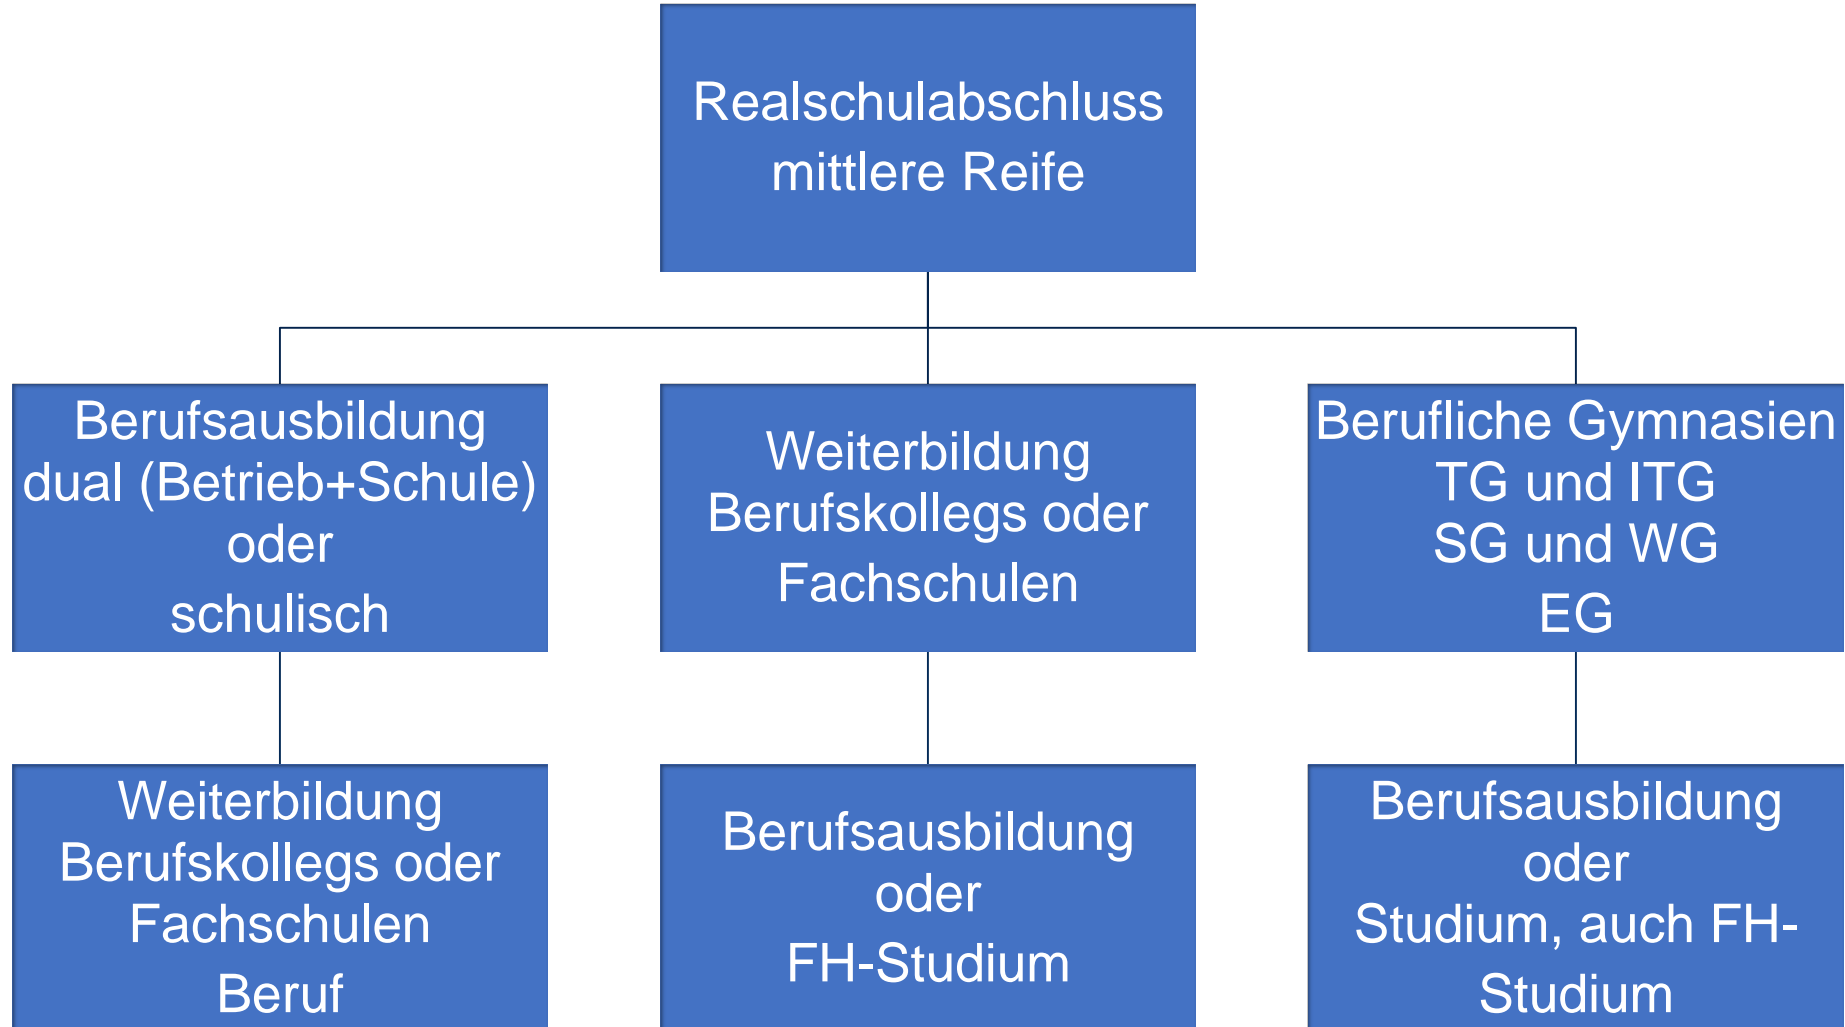 Realschulabschluss
mittlere Reife
Berufsausbildung
dual (Betrieb+Schule)
oder
schulisch
Weiterbildung
Berufskollegs oder
Fachschulen
Berufliche Gymnasien
TG und ITG
SG und WG
EG
Weiterbildung
Berufskollegs oder
Fachschulen
Beruf
Berufsausbildung
oder
FH-Studium
Berufsausbildung
oder
Studium, auch FH-
Studium